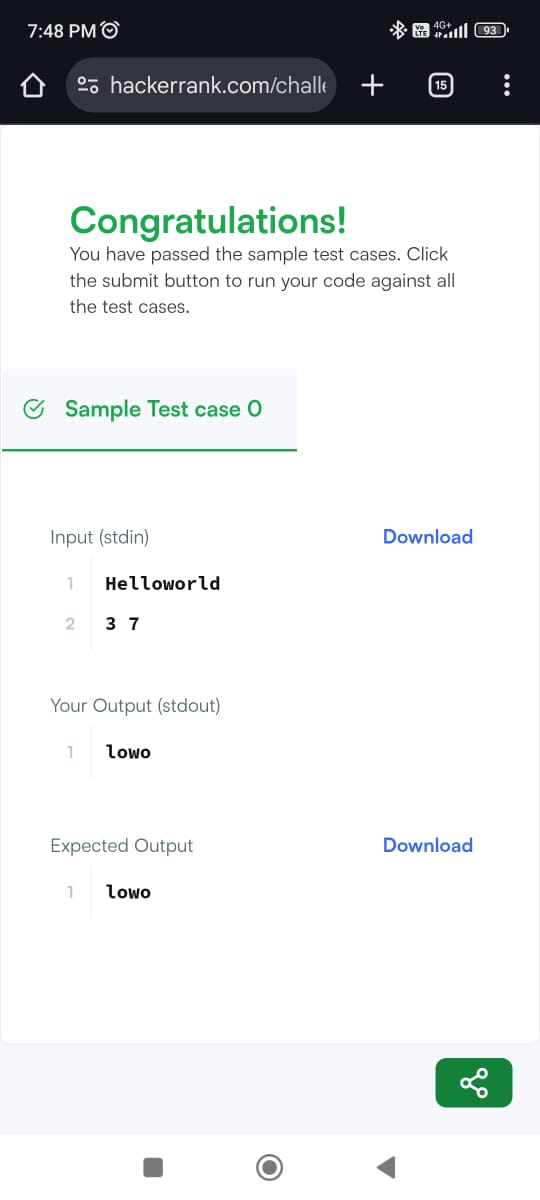 7:48 PM
Vo LTE 4G+ 93
hackerrank.com/challe
15
Congratulations!
You have passed the sample test cases. Click
the submit button to run your code against all
the test cases.
Sample Test case 0
Input (stdin) Download
1 Helloworld
2 3 7
Your Output (stdout)
1 lowo
Expected Output Download
1 lowo